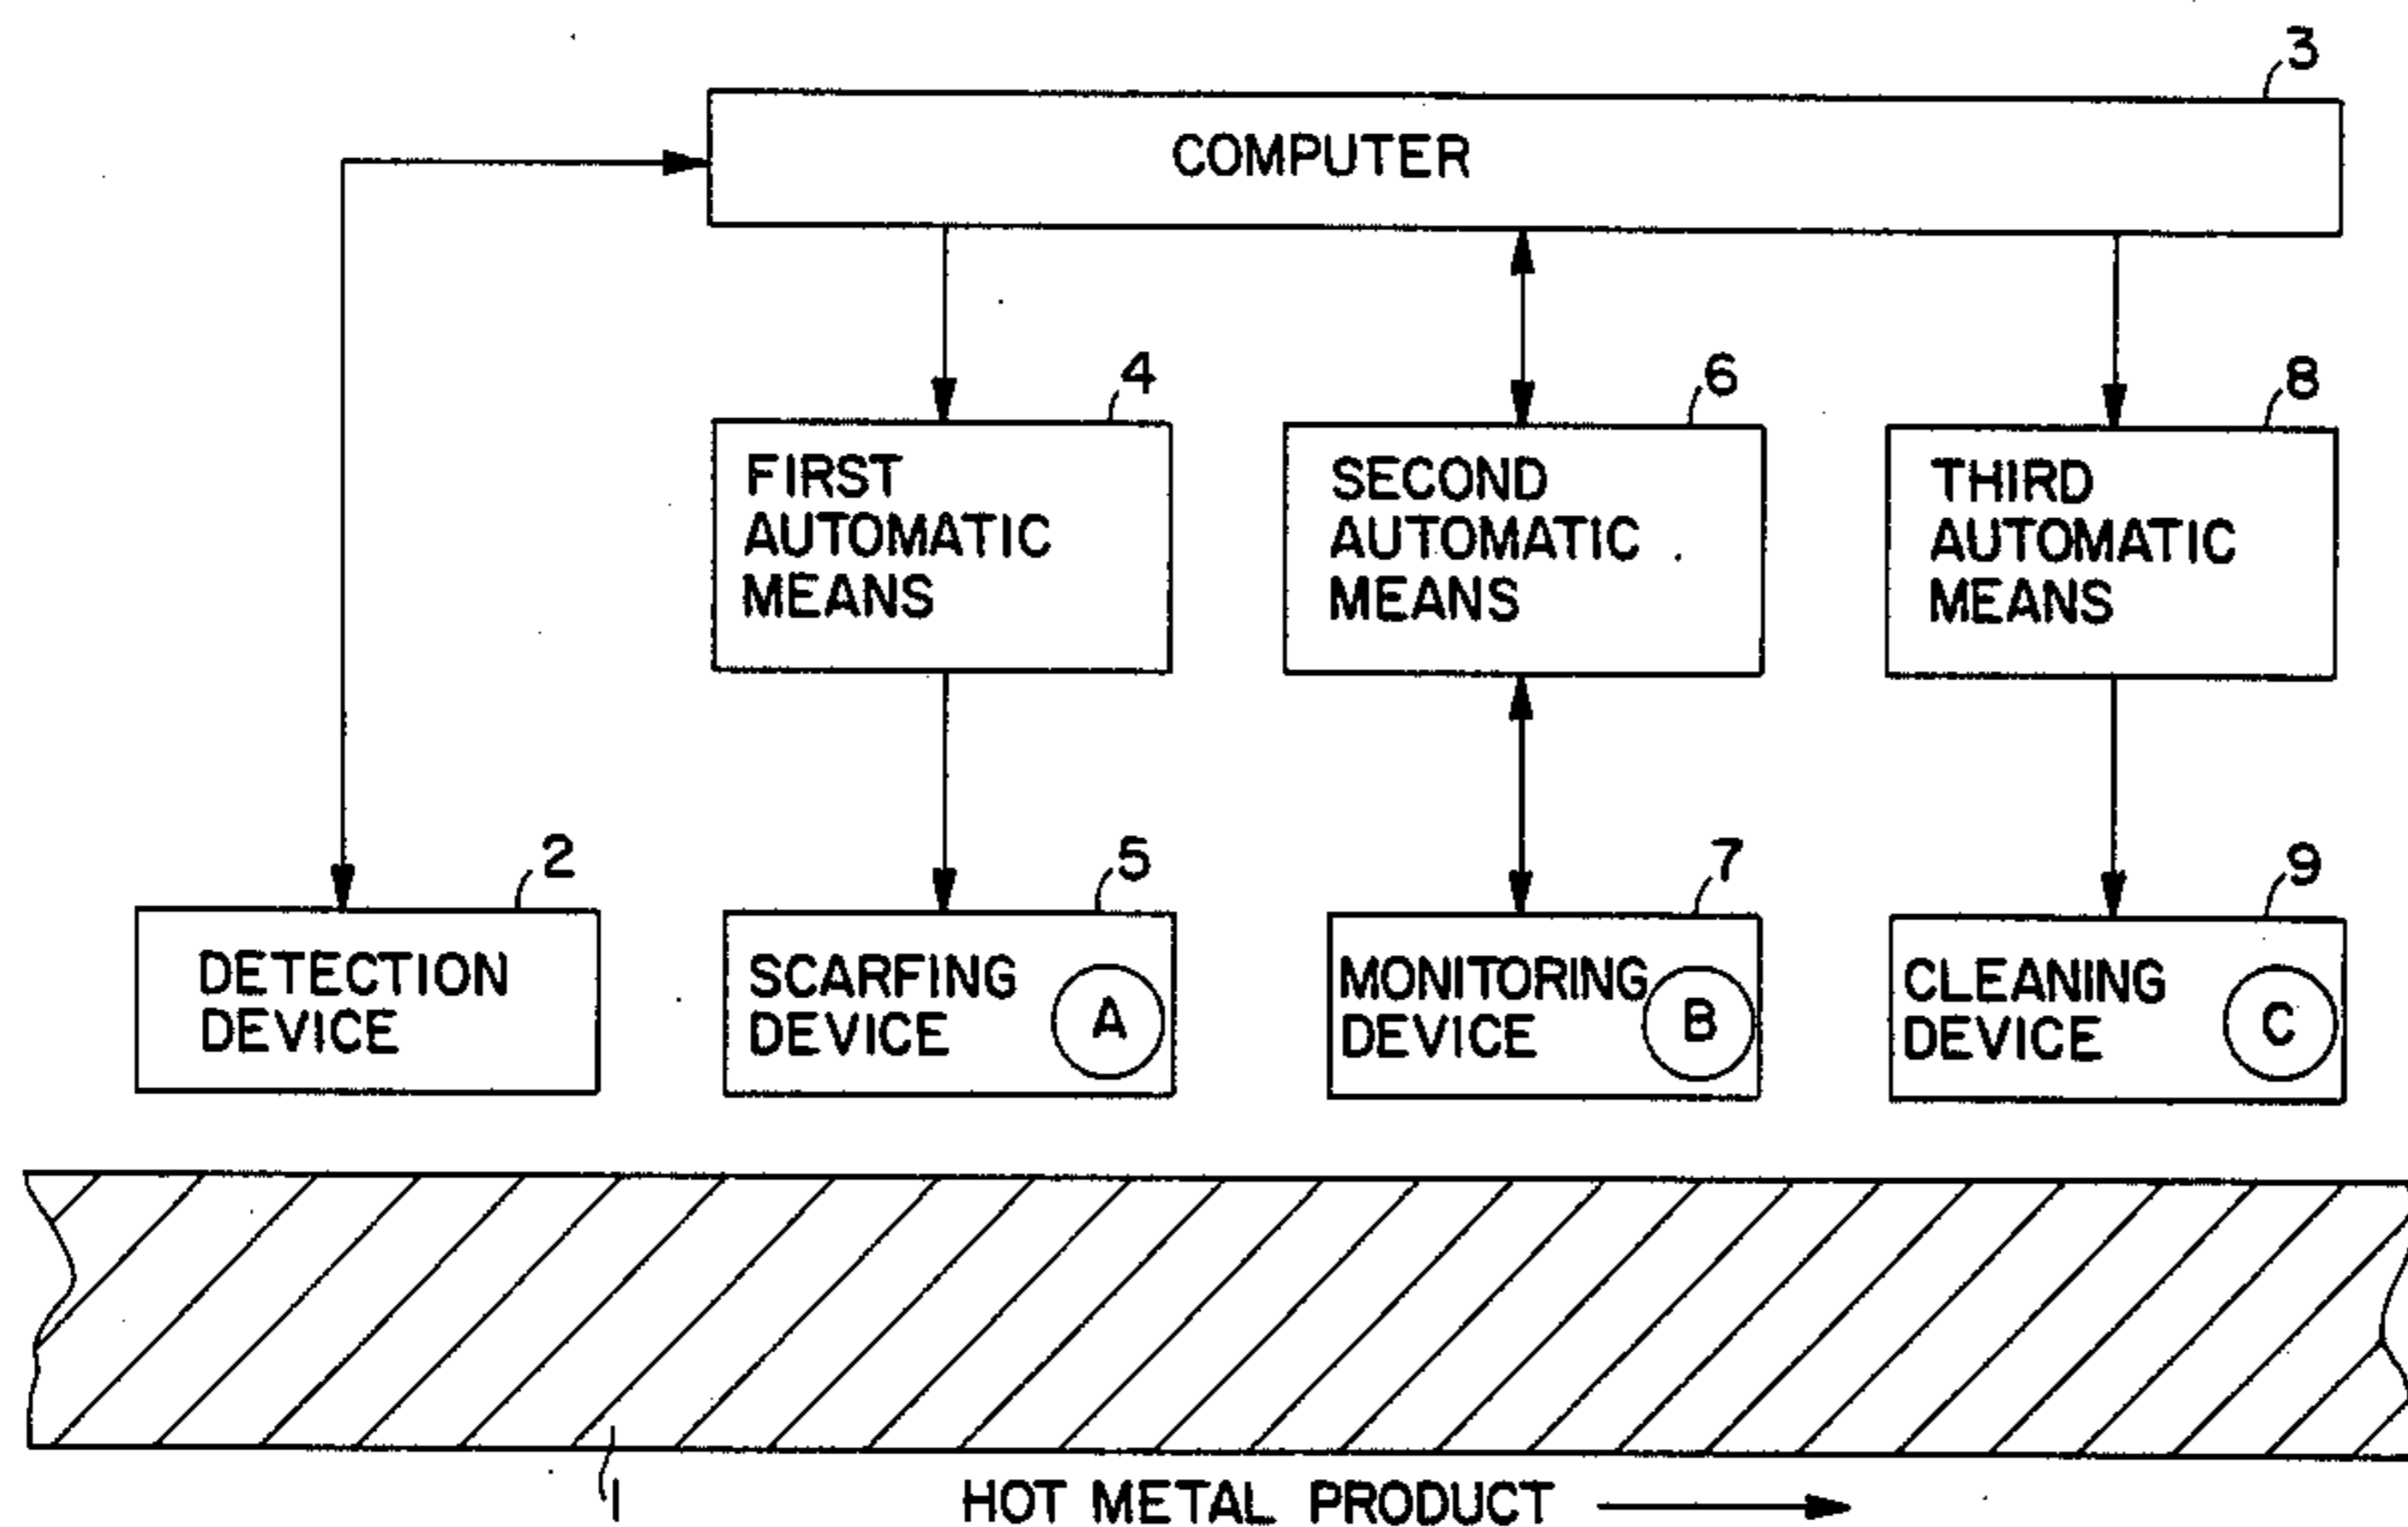 3
COMPUTER
4
6
8
FIRST
AUTOMATIC
MEANS
SECOND
AUTOMATIC
MEANS
THIRD
AUTOMATIC
MEANS
2
5
7
9
DETECTION
DEVICE
SCARFING
DEVICE
A
MONITORING
DEVICE
B
CLEANING
DEVICE
C
1
HOT METAL PRODUCT